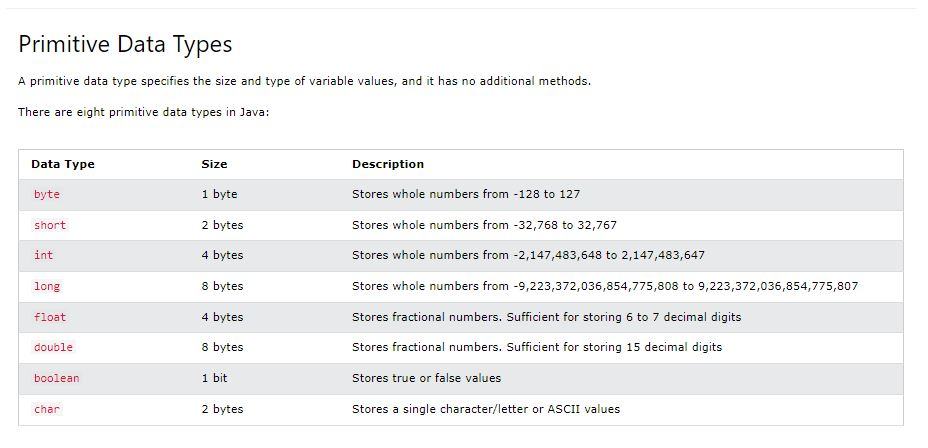 Primitive Data Types
A primitive data type specifies the size and type of variable values, and it has no additional methods.
There are eight primitive data types in Java:
Data Type Size Description
byte 1 byte Stores whole numbers from -128 to 127
short 2 bytes Stores whole numbers from -32,768 to 32,767
int 4 bytes Stores whole numbers from -2,147,483,648 to 2,147,483,647
long 8 bytes Stores whole numbers from -9,223,372,036,854,775,808 to 9,223,372,036,854,775,807
float 4 bytes Stores fractional numbers. Sufficient for storing 6 to 7 decimal digits
double 8 bytes Stores fractional numbers. Sufficient for storing 15 decimal digits
boolean 1 bit Stores true or false values
char 2 bytes Stores a single character/letter or ASCII values